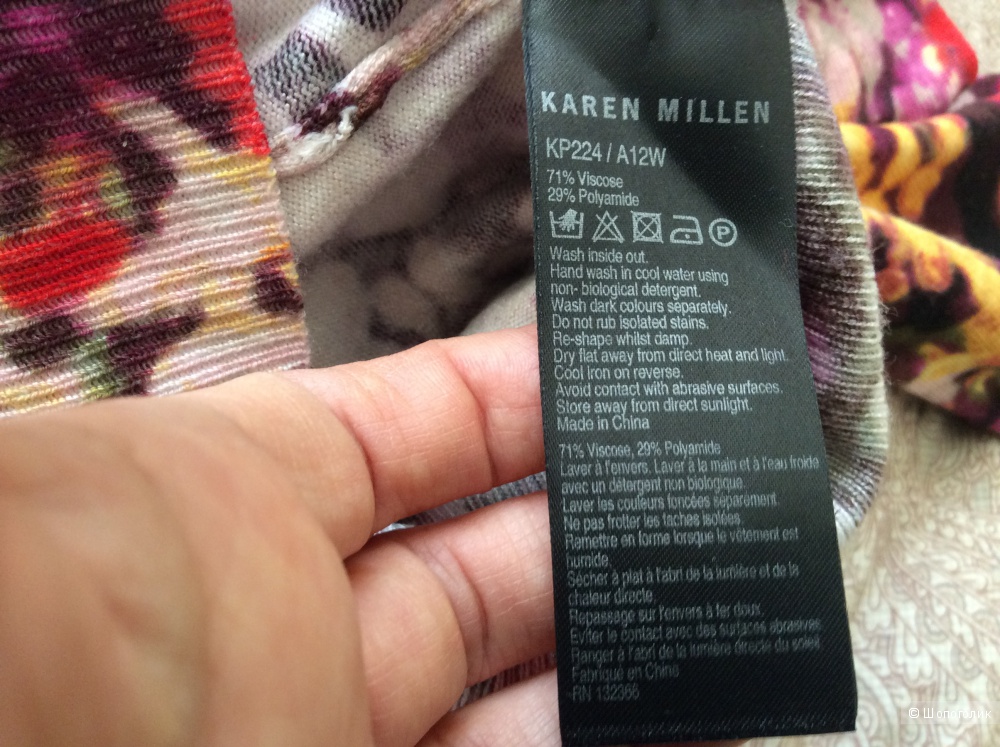 KAREN MILLEN
KP224 / A12W
71% Viscose
29% Polyamide
P
Wash inside out.
Hand wash in cool water using
non- biological detergent.
Wash dark colours separately.
Do not rub isolated stains.
Re-shape whilst damp.
Dry flat away from direct heat and light.
Cool iron on reverse.
Avoid contact with abrasive surfaces.
Store away from direct sunlight.
Made in China
71% Viscose, 29% Polyamide
Laver à l'envers. Laver à la main et à l'eau froide
avec un détergent non biologique.
Laver les couleurs foncées séparement.
Ne pas frotter les taches isolées.
Remettre en forme lorsque le vêtement est
humide.
Sécher à plat à l'abri de la lumière et de la
chaleur directe.
Repassage sur l'envers à fer doux.
Eviter le contact avec des surfaces abrasives
Ranger à l'abri de la lumière directe du soleil
Fabriqué en Chine
RN 132366
© Шопоголик